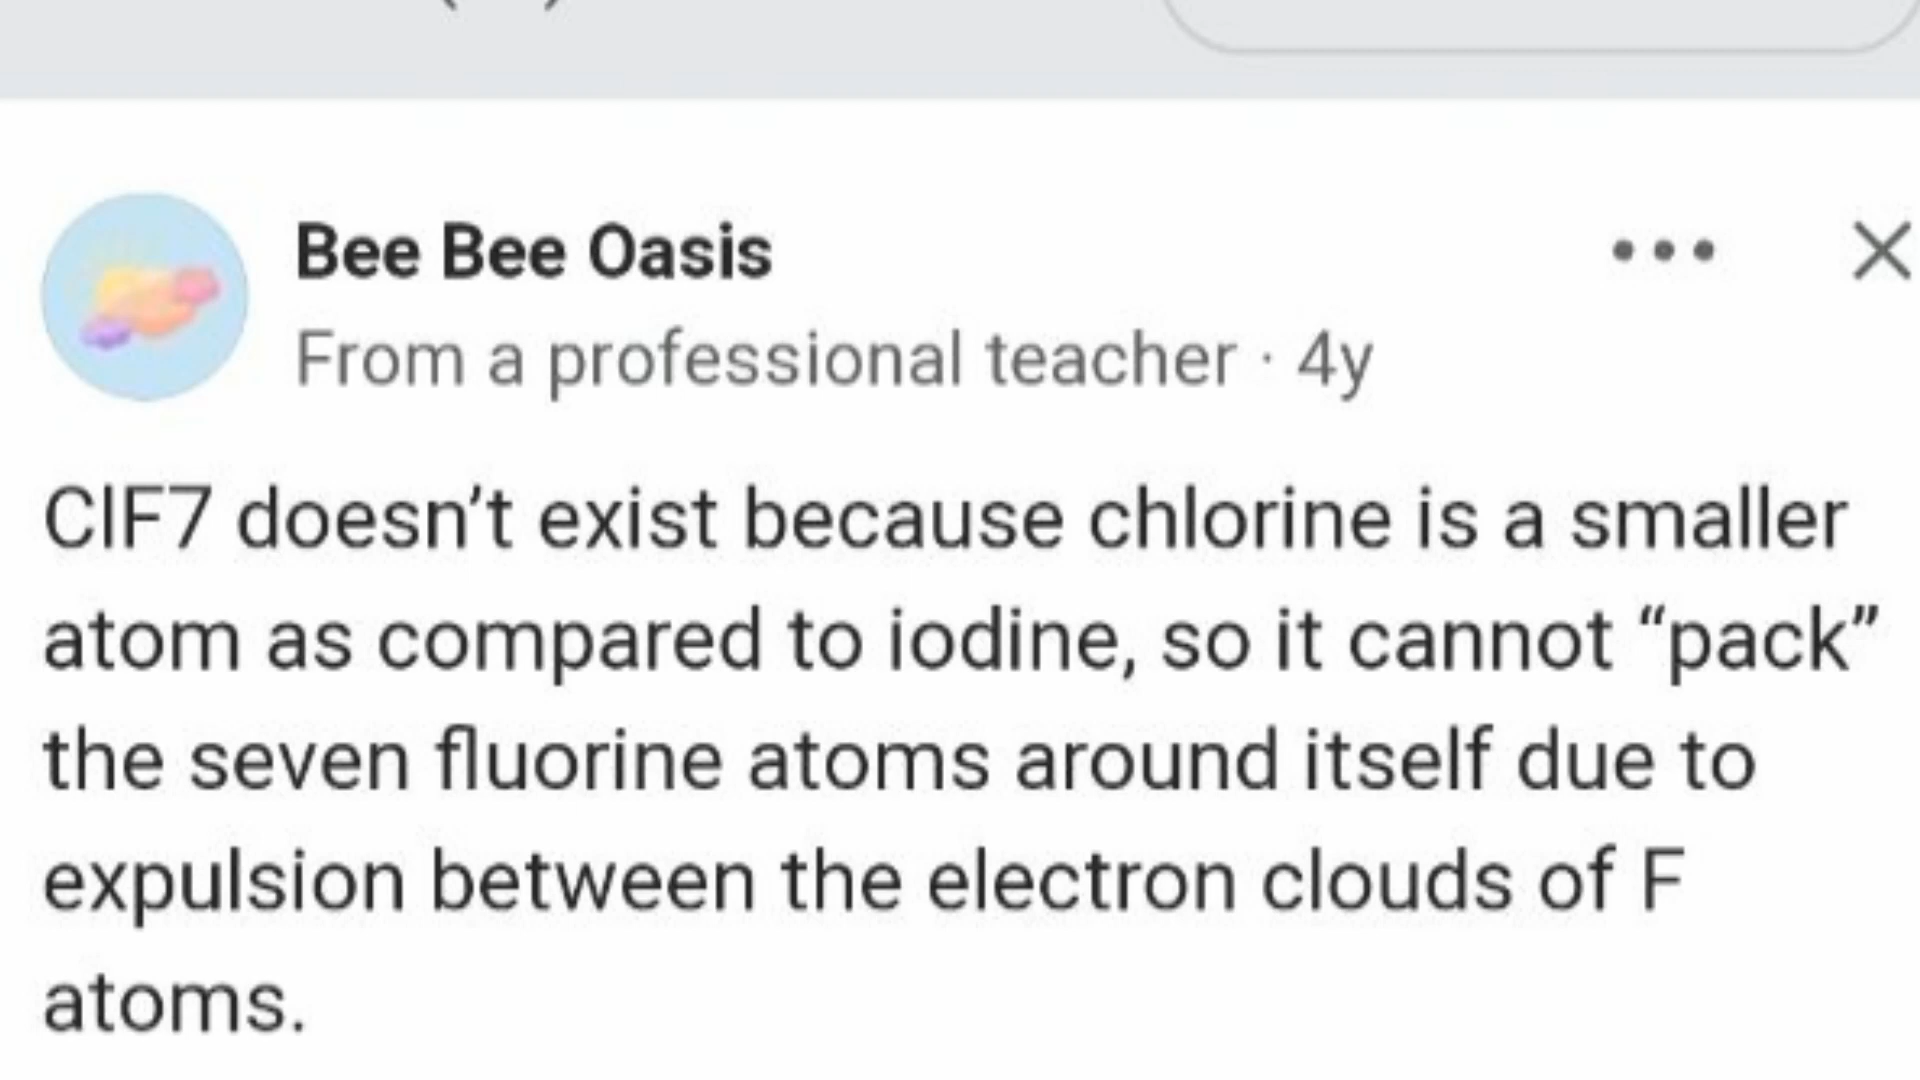 Bee Bee Oasis
From a professional teacher · 4y
ClF7 doesn’t exist because chlorine is a smaller
atom as compared to iodine, so it cannot “pack”
the seven fluorine atoms around itself due to
expulsion between the electron clouds of F
atoms.